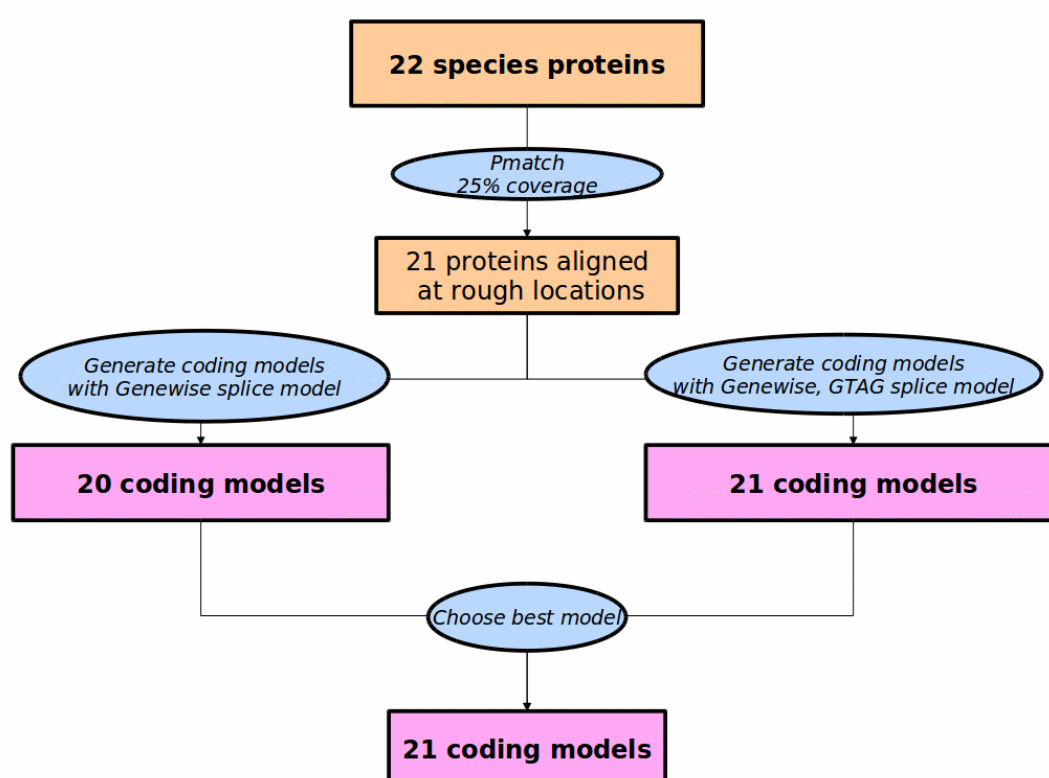 22 species proteins
Pmatch
25% coverage
21 proteins aligned
at rough locations
Generate coding models
with Genewise splice model
Generate coding models
with Genewise, GTAG splice model
20 coding models
21 coding models
Choose best model
21 coding models